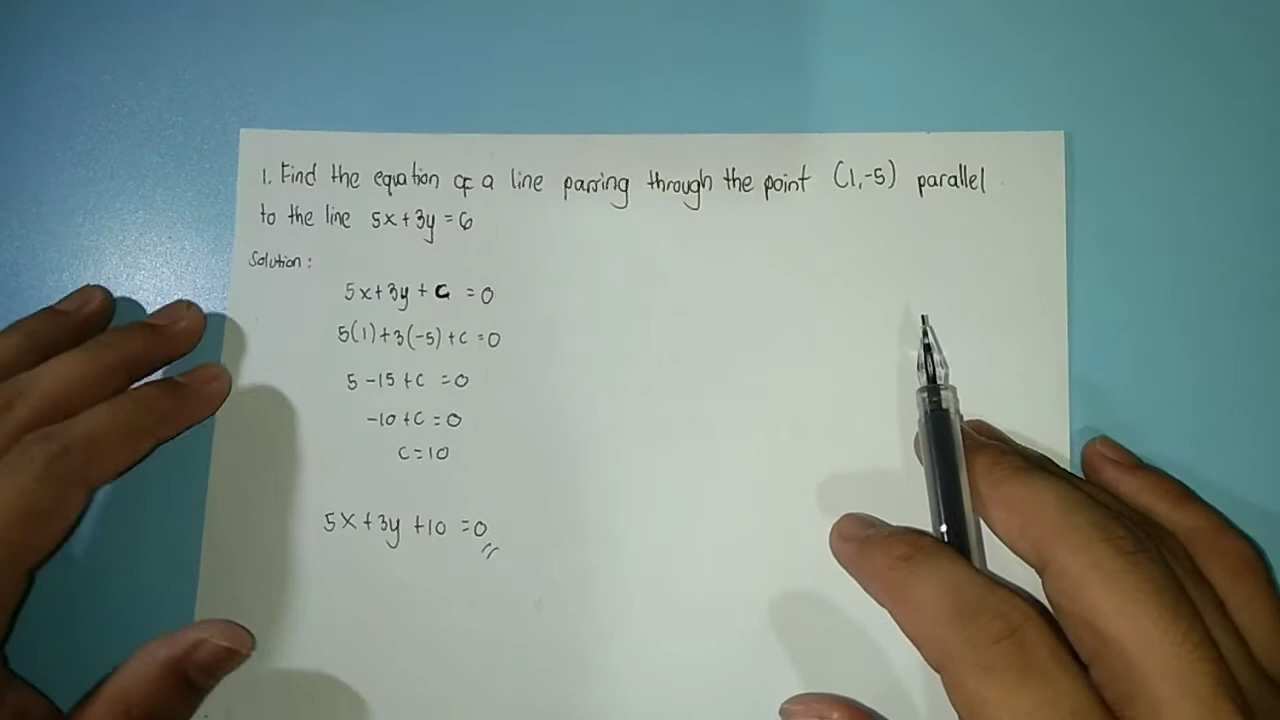 1. Find the equation of a line passing through the point (1,-5) parallel
to the line 5x+3y=6
Solution:
5x+3y+C=0
5(1)+3(-5)+C=0
5-15+C=0
-10+C=0
C=10
5x+3y+10=0